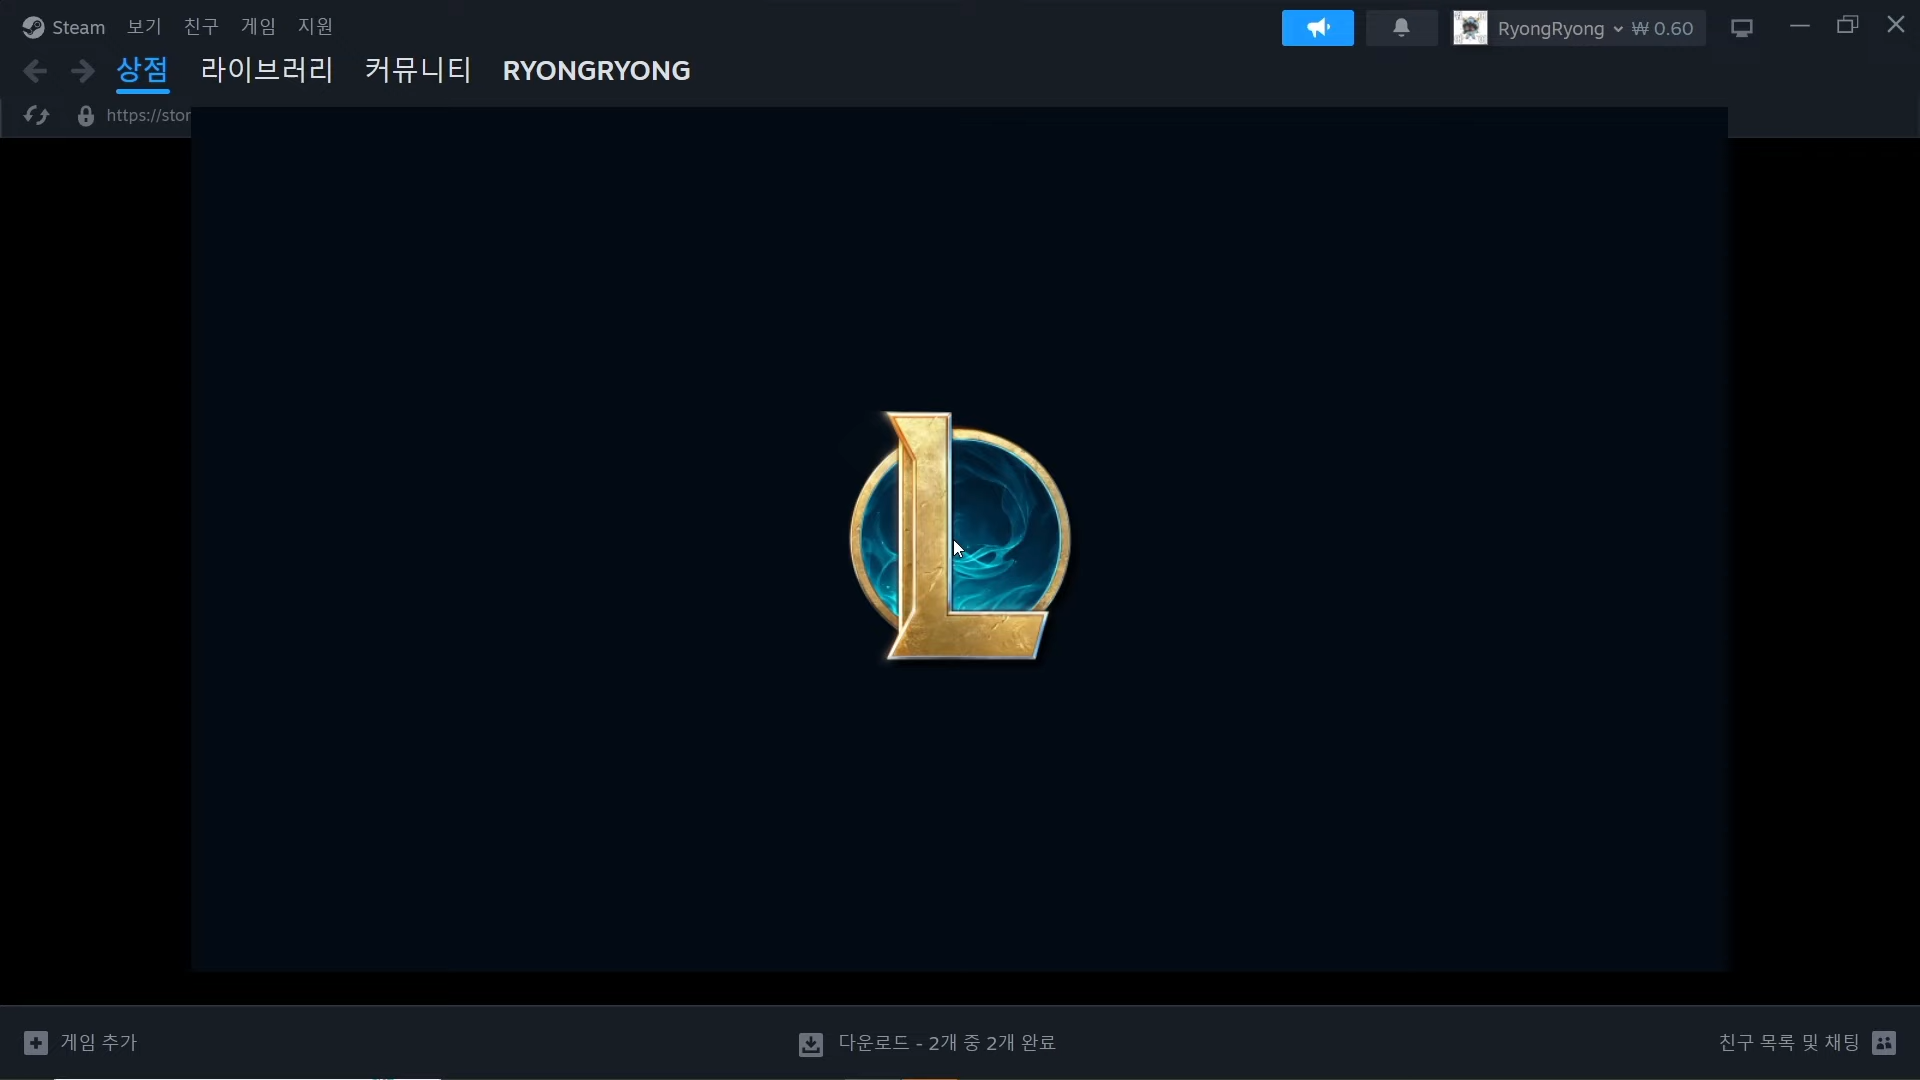 Steam 보기 친구 게임 지원
RyongRyong ₩ 0.60
상점 라이브러리 커뮤니티 RYONGRYONG
https://stor
L
게임 추가
다운로드 - 2개 중 2개 완료
친구 목록 및 채팅